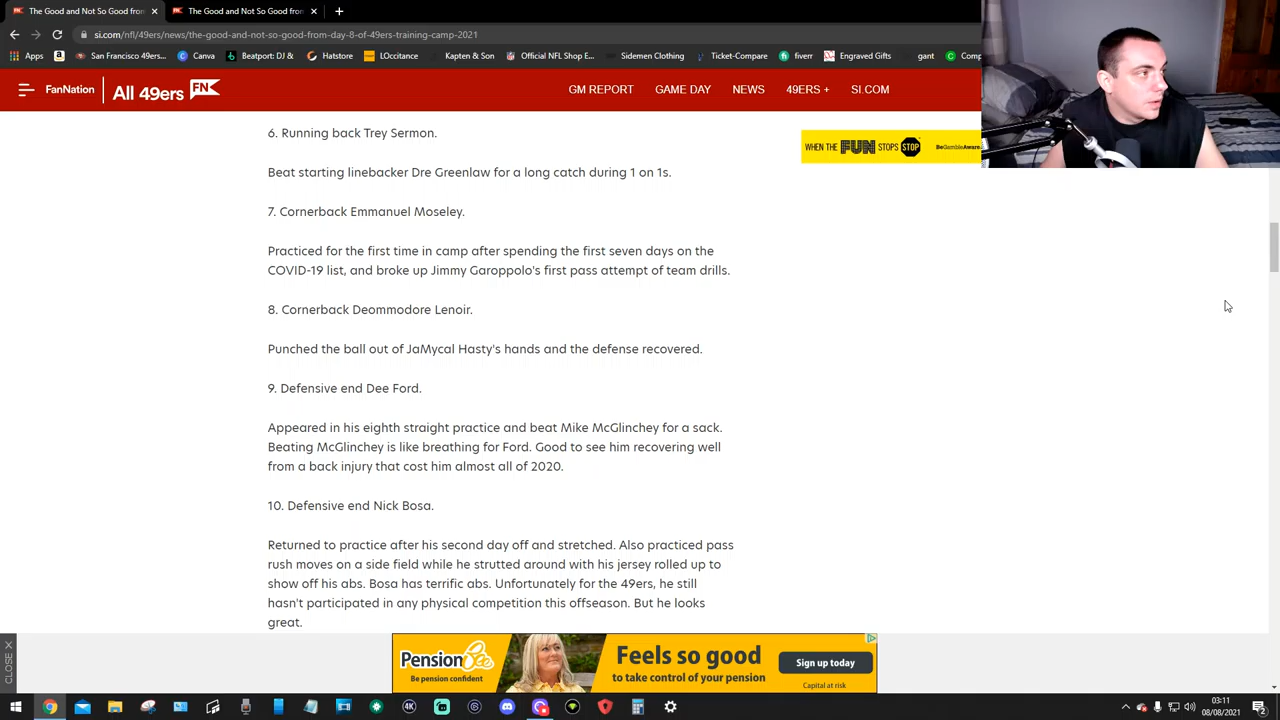 The Good and Not So Good from
The Good and Not So Good from
si.com/nfl/49ers/news/the-good-and-not-so-good-from-day-8-of-49ers-training-camp-2021
Apps
San Francisco 49ers...
Canva
Beatport: DJ &
Hatstore
LOccitance
Kapten & Son
Official NFL Shop E...
Sidemen Clothing
Ticket-Compare
fiverr
Engraved Gifts
gant
Comp
FanNation
All 49ers FN
GM REPORT
GAME DAY
NEWS
49ERS +
SI.COM
WHEN THE FUN STOPS STOP
BeGambleAware.
6. Running back Trey Sermon.
Beat starting linebacker Dre Greenlaw for a long catch during 1 on 1s.
7. Cornerback Emmanuel Moseley.
Practiced for the first time in camp after spending the first seven days on the
COVID-19 list, and broke up Jimmy Garoppolo's first pass attempt of team drills.
8. Cornerback Deommodore Lenoir.
Punched the ball out of JaMycal Hasty's hands and the defense recovered.
9. Defensive end Dee Ford.
Appeared in his eighth straight practice and beat Mike McGlinchey for a sack.
Beating McGlinchey is like breathing for Ford. Good to see him recovering well
from a back injury that cost him almost all of 2020.
10. Defensive end Nick Bosa.
Returned to practice after his second day off and stretched. Also practiced pass
rush moves on a side field while he strutted around with his jersey rolled up to
show off his abs. Bosa has terrific abs. Unfortunately for the 49ers, he still
hasn't participated in any physical competition this offseason. But he looks
great.
CLOSE X
PensionBee
Be pension confident
Feels so good
to take control of your pension
Sign up today
Capital at risk
4K
03:11
08/08/2021
2